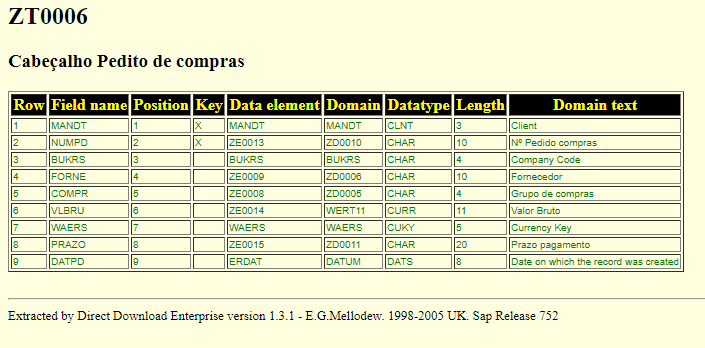 ZT0006
Cabeçalho Pedito de compras
Row Field name Position Key Data element Domain Datatype Length Domain text
1 MANDT 1 X MANDT MANDT CLNT 3 Client
2 NUMPD 2 X ZE0013 ZD0010 CHAR 10 Nº Pedido compras
3 BUKRS 3 BUKRS BUKRS CHAR 4 Company Code
4 FORNE 4 ZE0009 ZD0006 CHAR 10 Fornecedor
5 COMPR 5 ZE0008 ZD0005 CHAR 4 Grupo de compras
6 VLBRU 6 ZE0014 WERT11 CURR 11 Valor Bruto
7 WAERS 7 WAERS WAERS CUKY 5 Currency Key
8 PRAZO 8 ZE0015 ZD0011 CHAR 20 Prazo pagamento
9 DATPD 9 ERDAT DATUM DATS 8 Date on which the record was created
Extracted by Direct Download Enterprise version 1.3.1 - E.G.Mellodew. 1998-2005 UK. Sap Release 752